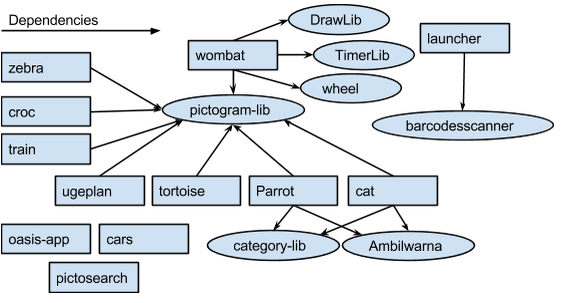 Dependencies
DrawLib
launcher
wombat
TimerLib
zebra
wheel
croc
pictogram-lib
barcodesscanner
train
ugeplan
tortoise
Parrot
cat
oasis-app
cars
category-lib
Ambilwarna
pictosearch